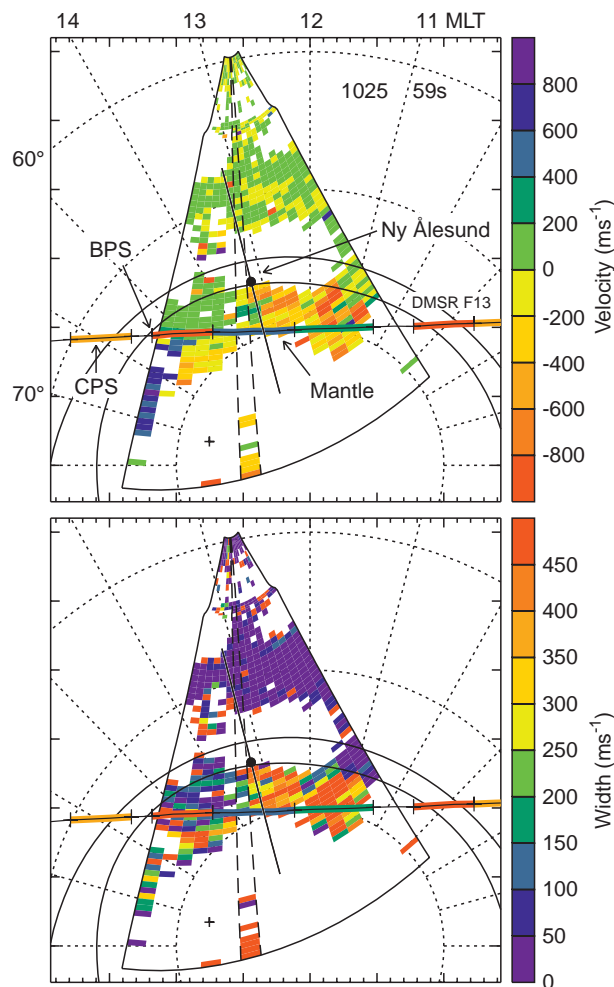 14 13 12 11 MLT
1025 59s
60°
Ny Ålesund
BPS
DMSR F13
CPS
Mantle
70°
800
600
400
200
0
-200
-400
-600
-800
Velocity (ms⁻¹)
450
400
350
300
250
200
150
100
50
0
Width (ms⁻¹)